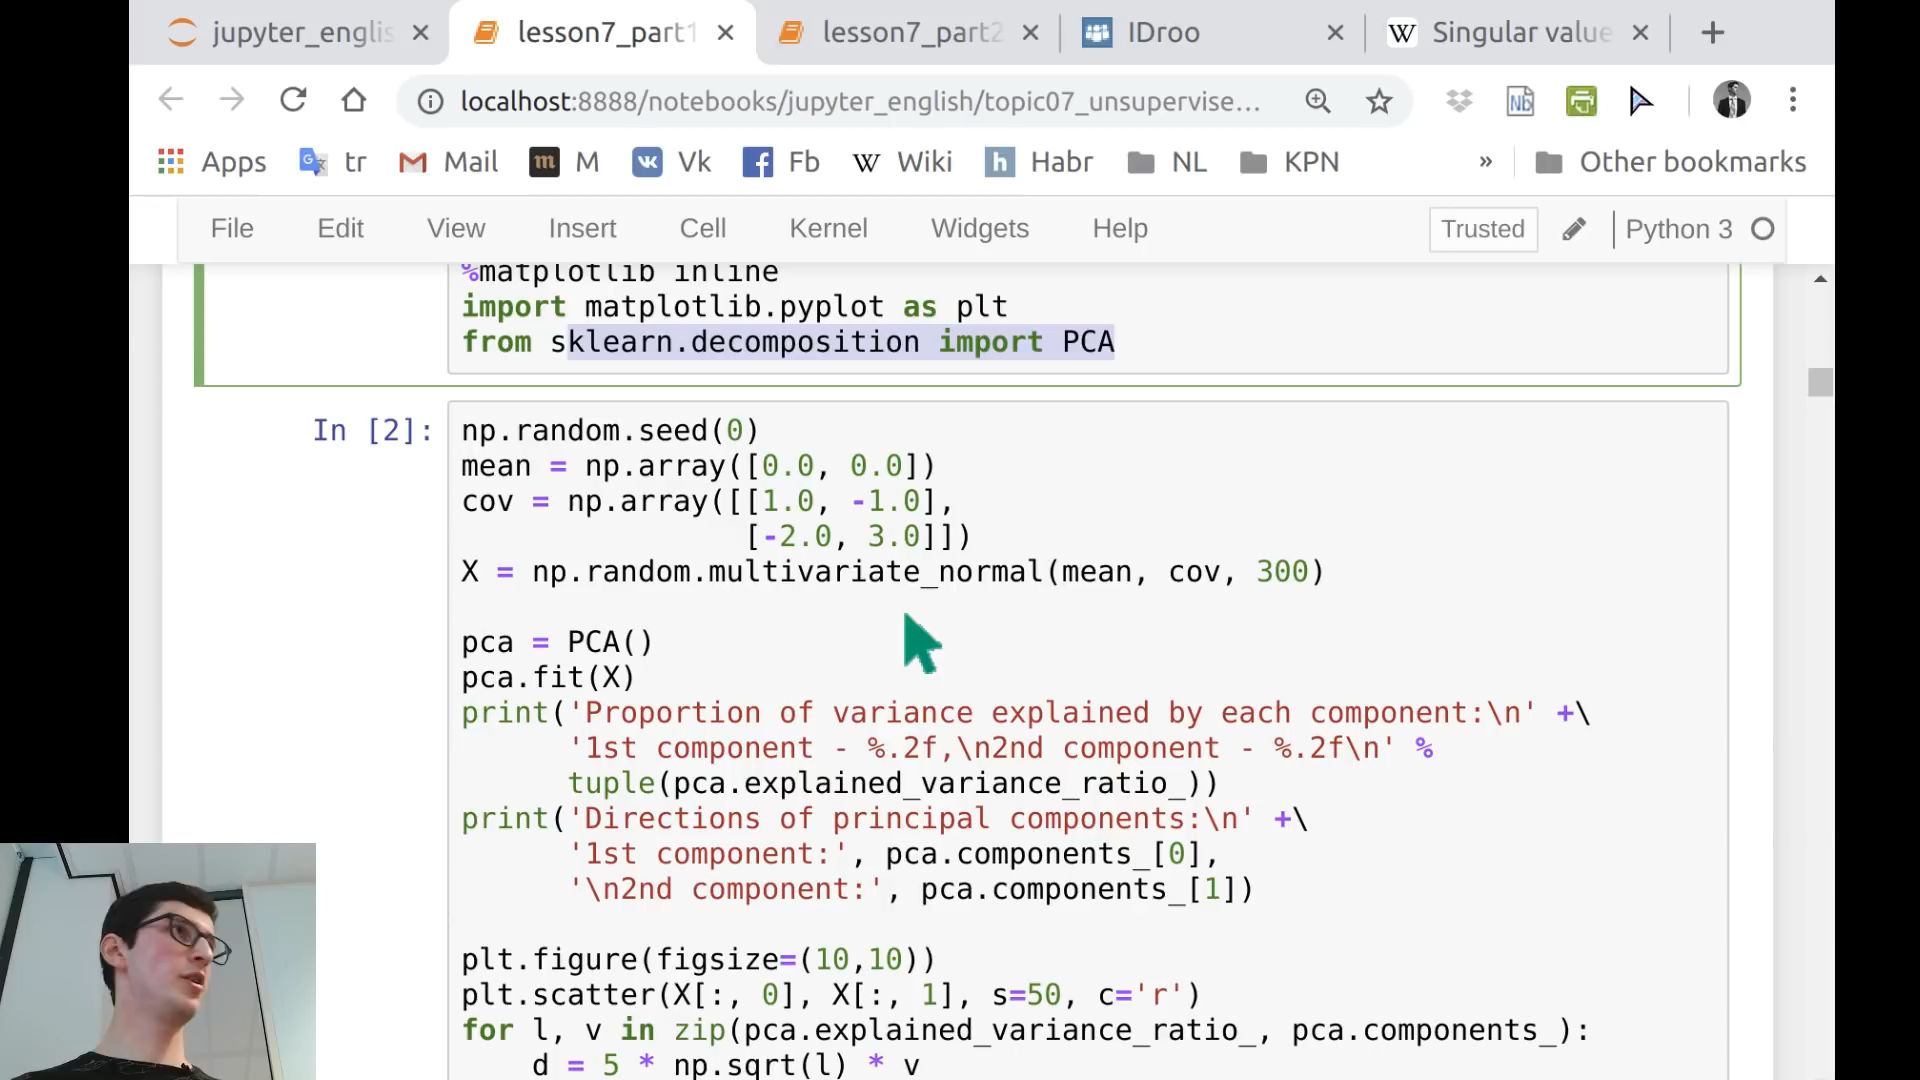 jupyter_englis
lesson7_part1
lesson7_part2
IDroo
Singular value
localhost:8888/notebooks/jupyter_english/topic07_unsupervise...
Apps
tr
Mail
M
Vk
Fb
Wiki
Habr
NL
KPN
»
Other bookmarks
File
Edit
View
Insert
Cell
Kernel
Widgets
Help
Trusted
Python 3
%matplotlib inline
import matplotlib.pyplot as plt
from sklearn.decomposition import PCA
In [2]:
np.random.seed(0)
mean = np.array([0.0, 0.0])
cov = np.array([[1.0, -1.0],
[-2.0, 3.0]])
X = np.random.multivariate_normal(mean, cov, 300)
pca = PCA()
pca.fit(X)
print('Proportion of variance explained by each component:\n' +\
'1st component - %.2f,\n2nd component - %.2f\n' %
tuple(pca.explained_variance_ratio_))
print('Directions of principal components:\n' +\
'1st component:', pca.components_[0],
'\n2nd component:', pca.components_[1])
plt.figure(figsize=(10,10))
plt.scatter(X[:, 0], X[:, 1], s=50, c='r')
for l, v in zip(pca.explained_variance_ratio_, pca.components_):
d = 5 * np.sqrt(l) * v